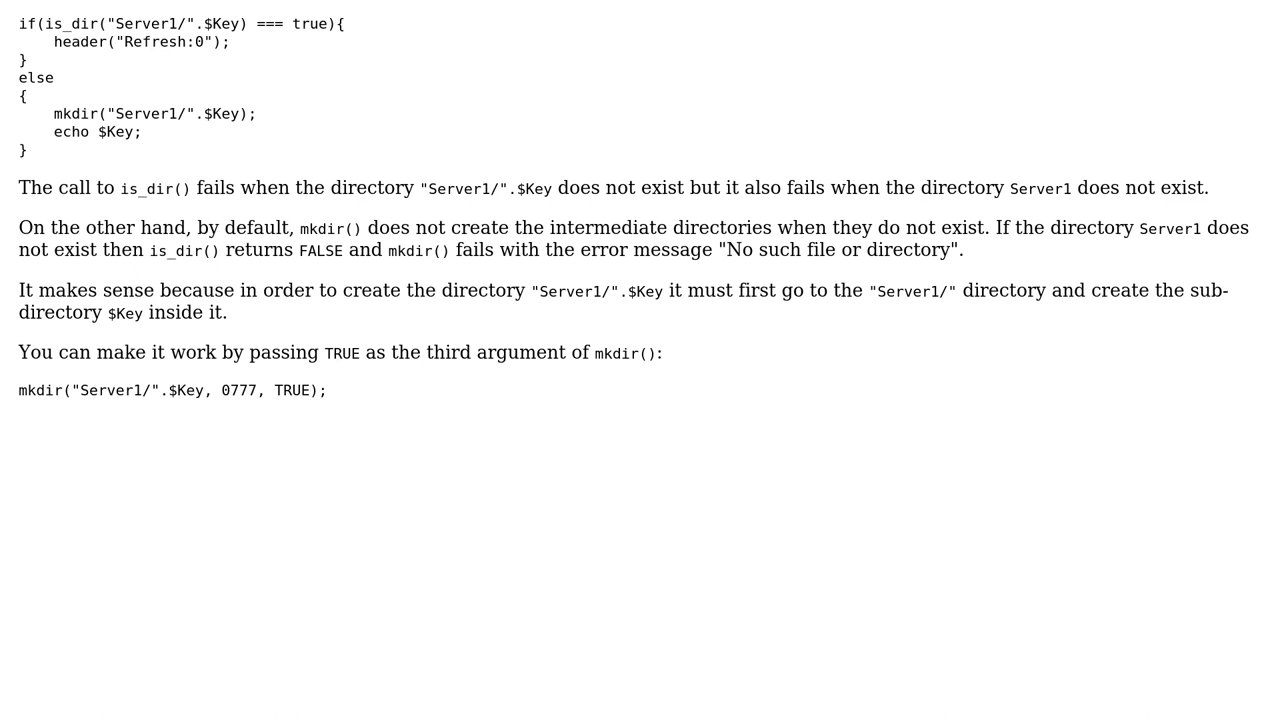 if(is_dir("Server1/".$Key) === true){
    header("Refresh:0");
}
else
{
    mkdir("Server1/".$Key);
    echo $Key;
}
The call to is_dir() fails when the directory "Server1/".$Key does not exist but it also fails when the directory Server1 does not exist.
On the other hand, by default, mkdir() does not create the intermediate directories when they do not exist. If the directory Server1 does
not exist then is_dir() returns FALSE and mkdir() fails with the error message "No such file or directory".
It makes sense because in order to create the directory "Server1/".$Key it must first go to the "Server1/" directory and create the sub-
directory $Key inside it.
You can make it work by passing TRUE as the third argument of mkdir():
mkdir("Server1/".$Key, 0777, TRUE);